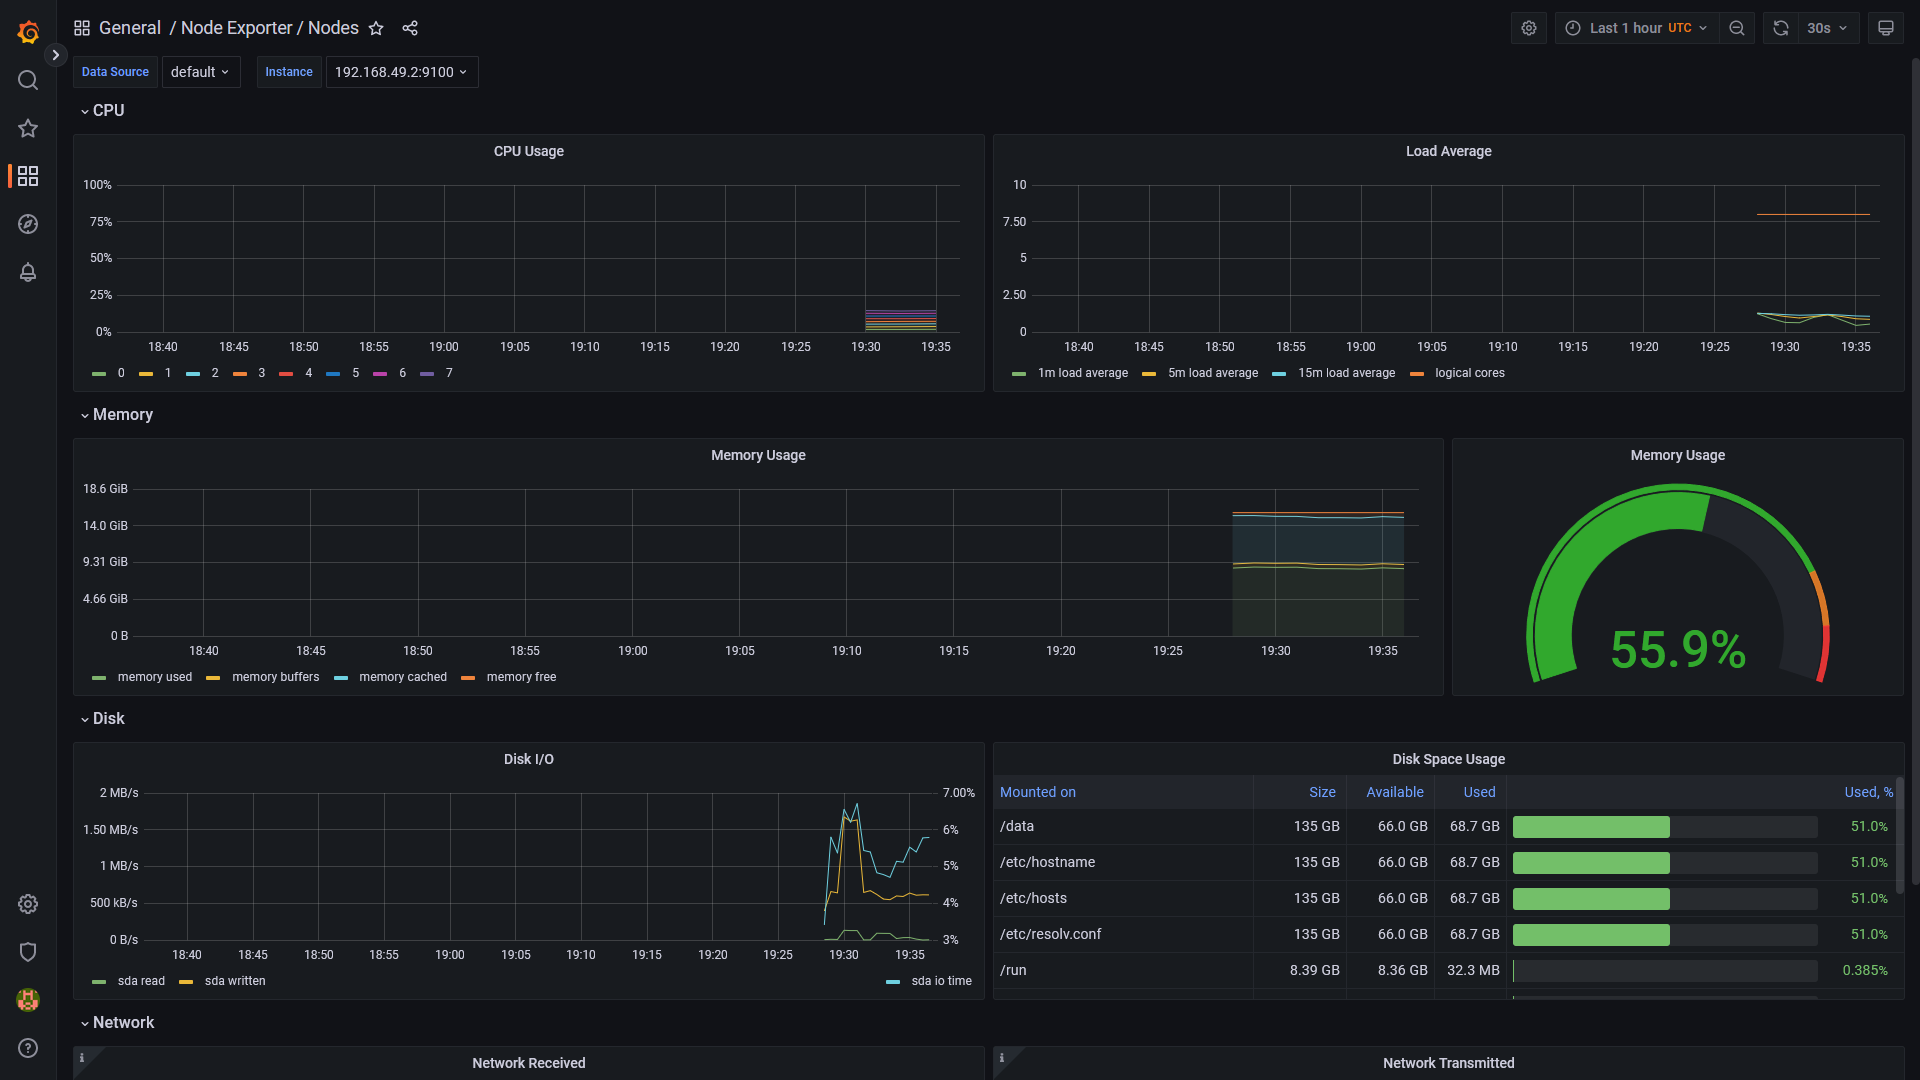 General / Node Exporter / Nodes
Last 1 hour UTC
30s
Data Source default Instance 192.168.49.2:9100
CPU
CPU Usage
100%
75%
50%
25%
0%
18:40 18:45 18:50 18:55 19:00 19:05 19:10 19:15 19:20 19:25 19:30 19:35
0 1 2 3 4 5 6 7
Load Average
10
7.50
5
2.50
0
18:40 18:45 18:50 18:55 19:00 19:05 19:10 19:15 19:20 19:25 19:30 19:35
1m load average 5m load average 15m load average logical cores
Memory
Memory Usage
18.6 GiB
14.0 GiB
9.31 GiB
4.66 GiB
0 B
18:40 18:45 18:50 18:55 19:00 19:05 19:10 19:15 19:20 19:25 19:30 19:35
memory used memory buffers memory cached memory free
Memory Usage
55.9%
Disk
Disk I/O
2 MB/s 7.00%
1.50 MB/s 6%
1 MB/s 5%
500 kB/s 4%
0 B/s 3%
18:40 18:45 18:50 18:55 19:00 19:05 19:10 19:15 19:20 19:25 19:30 19:35
sda read sda written sda io time
Disk Space Usage
Mounted on Size Available Used Used, %
/data 135 GB 66.0 GB 68.7 GB 51.0%
/etc/hostname 135 GB 66.0 GB 68.7 GB 51.0%
/etc/hosts 135 GB 66.0 GB 68.7 GB 51.0%
/etc/resolv.conf 135 GB 66.0 GB 68.7 GB 51.0%
/run 8.39 GB 8.36 GB 32.3 MB 0.385%
Network
Network Received
Network Transmitted